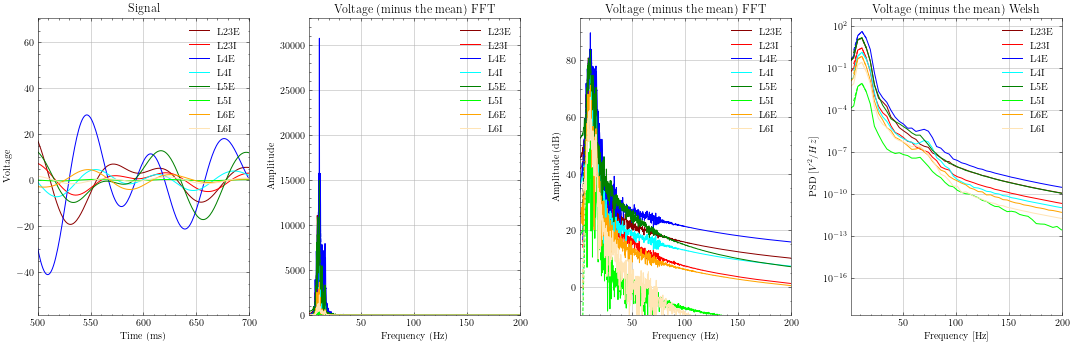 Signal
Voltage
60
40
20
0
−20
−40
500
550
600
650
700
Time (ms)
L23E
L23I
L4E
L4I
L5E
L5I
L6E
L6I
Voltage (minus the mean) FFT
Amplitude
30000
25000
20000
15000
10000
5000
0
50
100
150
200
Frequency (Hz)
L23E
L23I
L4E
L4I
L5E
L5I
L6E
L6I
Voltage (minus the mean) FFT
Amplitude (dB)
80
60
40
20
0
50
100
150
200
Frequency (Hz)
L23E
L23I
L4E
L4I
L5E
L5I
L6E
L6I
Voltage (minus the mean) Welsh
PSD [V²/Hz]
10²
10⁻¹
10⁻⁴
10⁻⁷
10⁻¹⁰
10⁻¹³
10⁻¹⁶
50
100
150
200
Frequency [Hz]
L23E
L23I
L4E
L4I
L5E
L5I
L6E
L6I